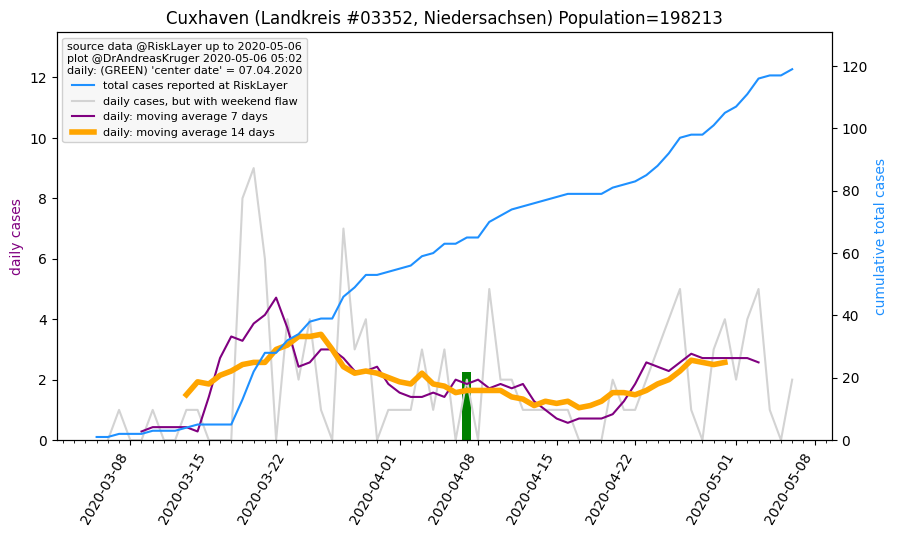 Cuxhaven (Landkreis #03352, Niedersachsen) Population=198213
source data @RiskLayer up to 2020-05-06
plot @DrAndreasKruger 2020-05-06 05:02
daily: (GREEN) 'center date' = 07.04.2020
total cases reported at RiskLayer
daily cases, but with weekend flaw
daily: moving average 7 days
daily: moving average 14 days
daily cases
12
10
8
6
4
2
0
120
100
80
60
40
20
0
cumulative total cases
2020-03-08
2020-03-15
2020-03-22
2020-04-01
2020-04-08
2020-04-15
2020-04-22
2020-05-01
2020-05-08